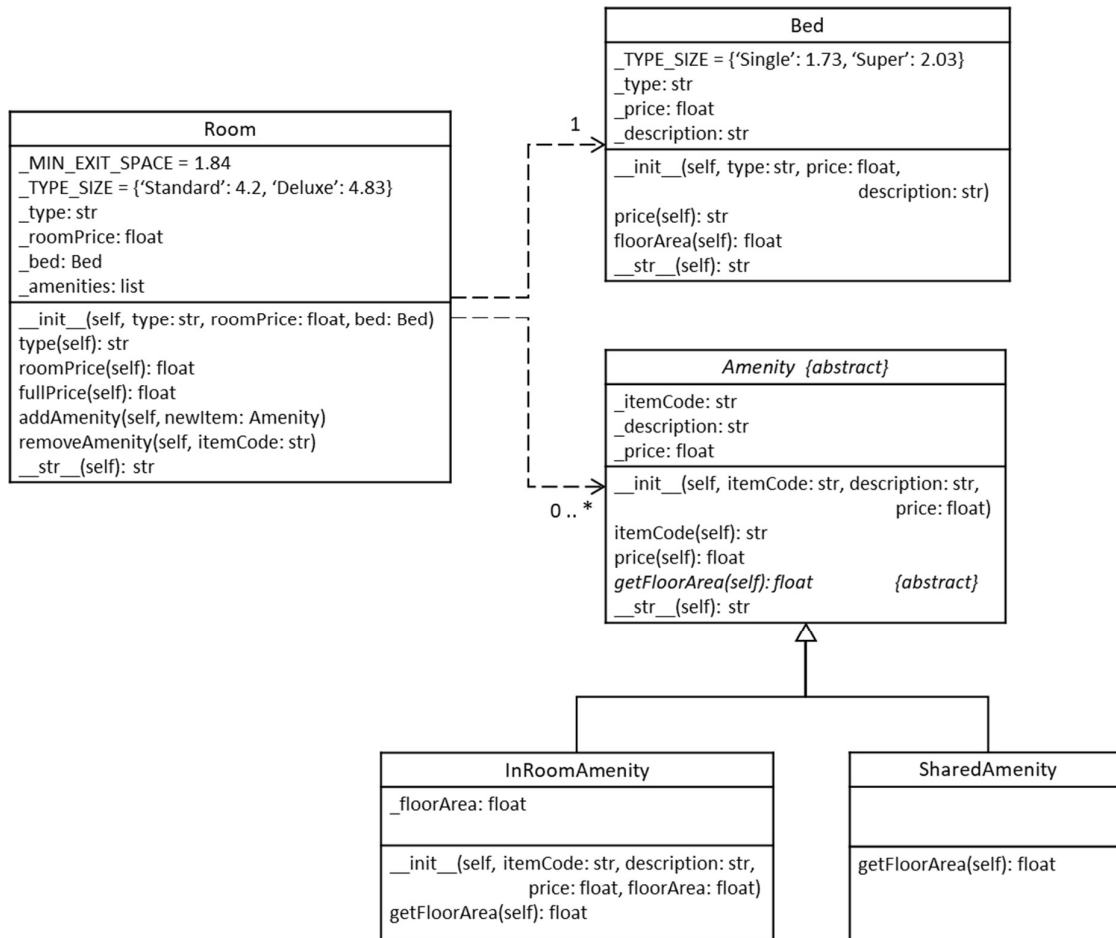 Room
_MIN_EXIT_SPACE = 1.84
_TYPE_SIZE = {‘Standard’: 4.2, ‘Deluxe’: 4.83}
_type: str
_roomPrice: float
_bed: Bed
_amenities: list
__init__(self, type: str, roomPrice: float, bed: Bed)
type(self): str
roomPrice(self): float
fullPrice(self): float
addAmenity(self, newItem: Amenity)
removeAmenity(self, itemCode: str)
__str__(self): str
1
Bed
_TYPE_SIZE = {‘Single’: 1.73, ‘Super’: 2.03}
_type: str
_price: float
_description: str
__init__(self, type: str, price: float,
description: str)
price(self): str
floorArea(self): float
__str__(self): str
0 .. *
Amenity {abstract}
_itemCode: str
_description: str
_price: float
__init__(self, itemCode: str, description: str,
price: float)
itemCode(self): str
price(self): float
getFloorArea(self): float {abstract}
__str__(self): str
InRoomAmenity
_floorArea: float
__init__(self, itemCode: str, description: str,
price: float, floorArea: float)
getFloorArea(self): float
SharedAmenity
getFloorArea(self): float